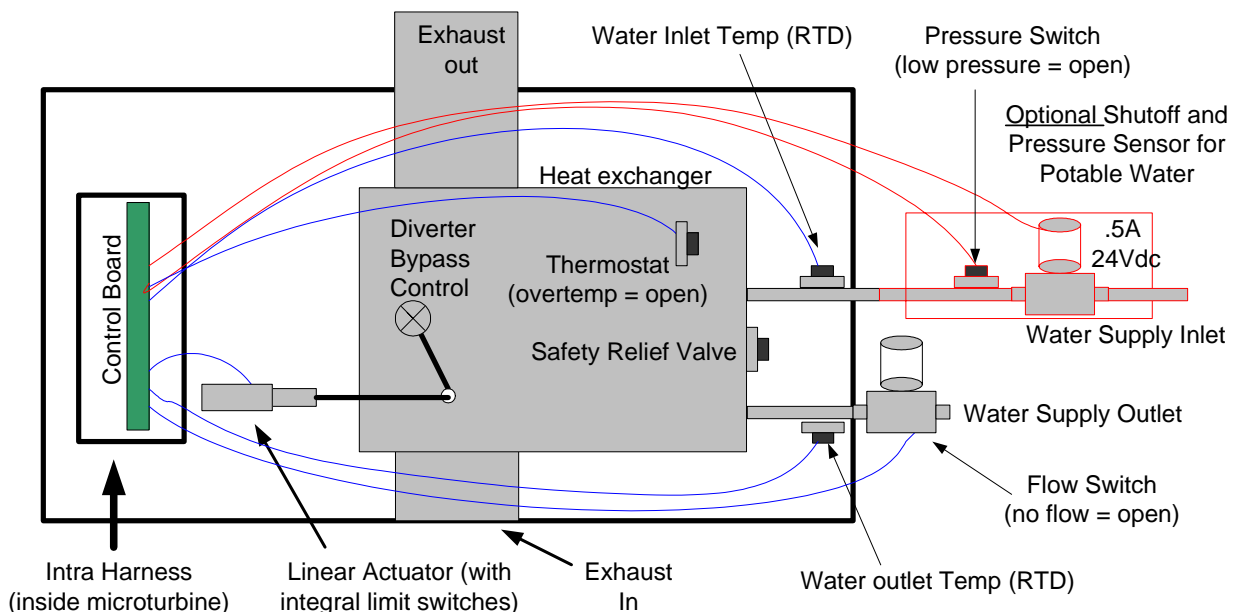 Exhaust
out
Water Inlet Temp (RTD)
Pressure Switch
(low pressure = open)
Optional Shutoff and
Pressure Sensor for
Potable Water
Heat exchanger
Control Board
Diverter
Bypass
Control
Thermostat
(overtemp = open)
.5A
24Vdc
Safety Relief Valve
Water Supply Inlet
Water Supply Outlet
Flow Switch
(no flow = open)
Intra Harness
(inside microturbine)
Linear Actuator (with
integral limit switches)
Exhaust
In
Water outlet Temp (RTD)